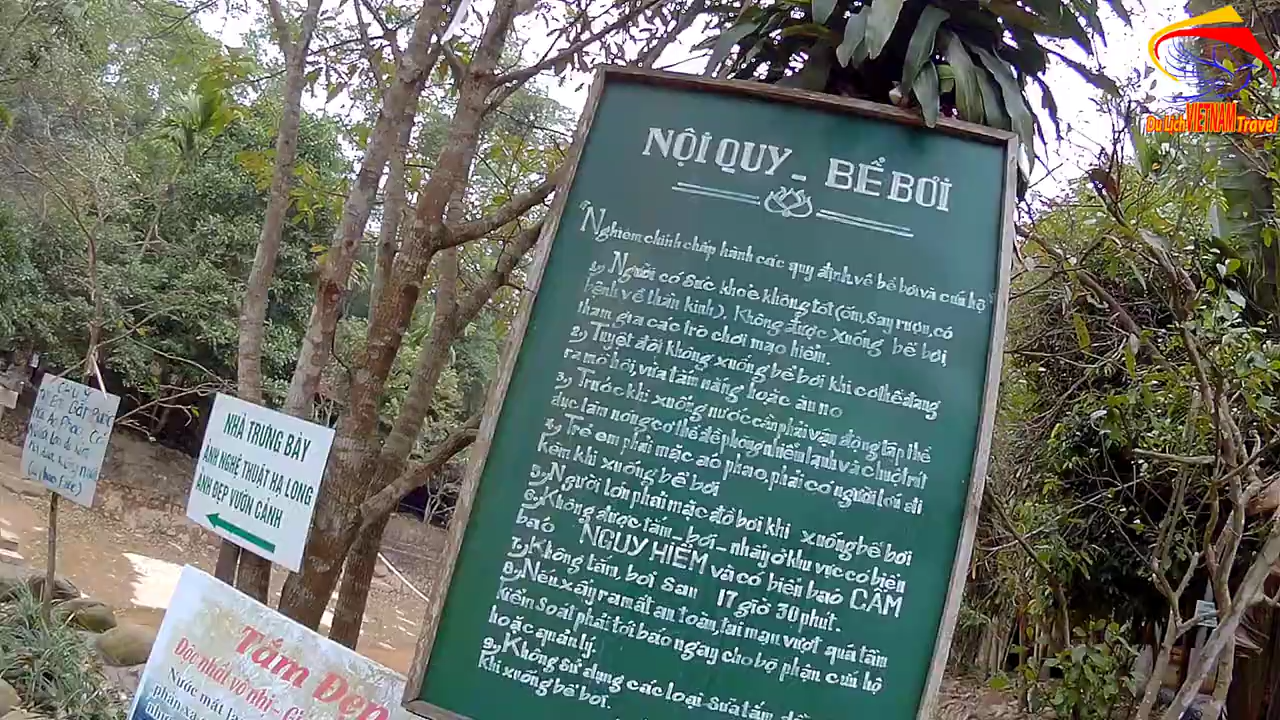 NỘI QUY - BỂ BƠI
"Nghiêm chỉnh chấp hành các quy định về bể bơi và cứu hộ"
1, Người có sức khỏe không tốt (ốm, say rượu, có
bệnh về thần kinh). Không được xuống bể bơi,
tham gia các trò chơi mạo hiểm.
2, Tuyệt đối không xuống bể bơi khi cơ thể đang
ra mồ hôi, vừa tắm nắng hoặc ăn no
3, Trước khi xuống nước cần phải vận động tập thể
dục làm nóng cơ thể đề phòng nhiễm lạnh và chuột rút
4, Trẻ em phải mặc áo phao, phải có người lớn đi
kèm khi xuống bể bơi
5, Người lớn phải mặc đồ bơi khi xuống bể bơi
6, Không được tắm - bơi - nhảy ở khu vực có biển
báo NGUY HIỂM và có biển báo CẤM
7, Không tắm, bơi sau 17 giờ 30 phút.
8, Nếu xảy ra mất an toàn, tai nạn vượt quá tầm
kiểm soát phải tới báo ngay cho bộ phận cứu hộ
hoặc quản lý.
9, Không sử dụng các loại sữa tắm
khi xuống bể bơi.
NHÀ TRƯNG BÀY
ẢNH NGHỆ THUẬT HẠ LONG
ẢNH ĐẸP VƯỜN CẢNH
CHÚ Ý
Tắm Đẹp
Độc nhất vô nhị -
Nước mát
Du Lịch VIETNAM Travel